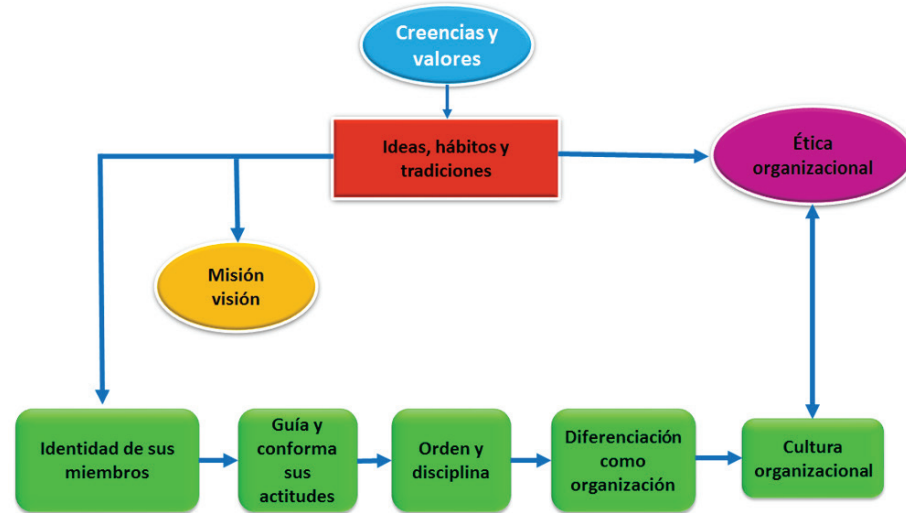 Creencias y
valores
Ideas, hábitos y
tradiciones
Ética
organizacional
Misión
visión
Identidad de sus
miembros
Guía y
conforma
sus
actitudes
Orden y
disciplina
Diferenciación
como
organización
Cultura
organizacional